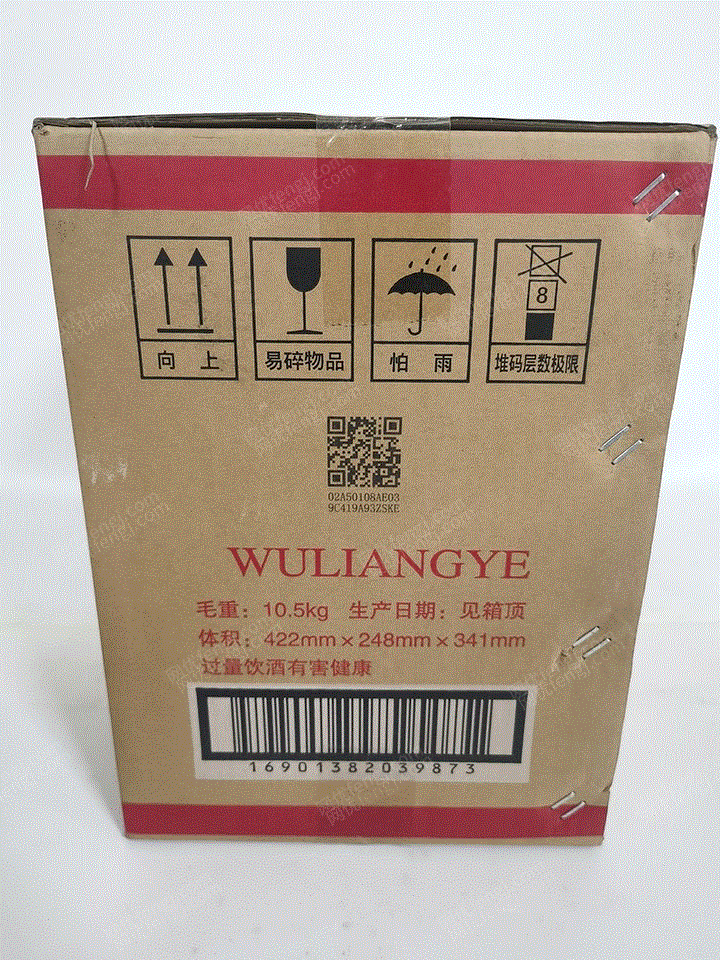 向 上
易碎物品
怕 雨
8
堆码层数极限
02A50108AE03
9C419A93ZSKE
WULIANGYE
毛重：10.5kg 生产日期：见箱顶
体积：422mm×248mm×341mm
过量饮酒有害健康
16901382039873